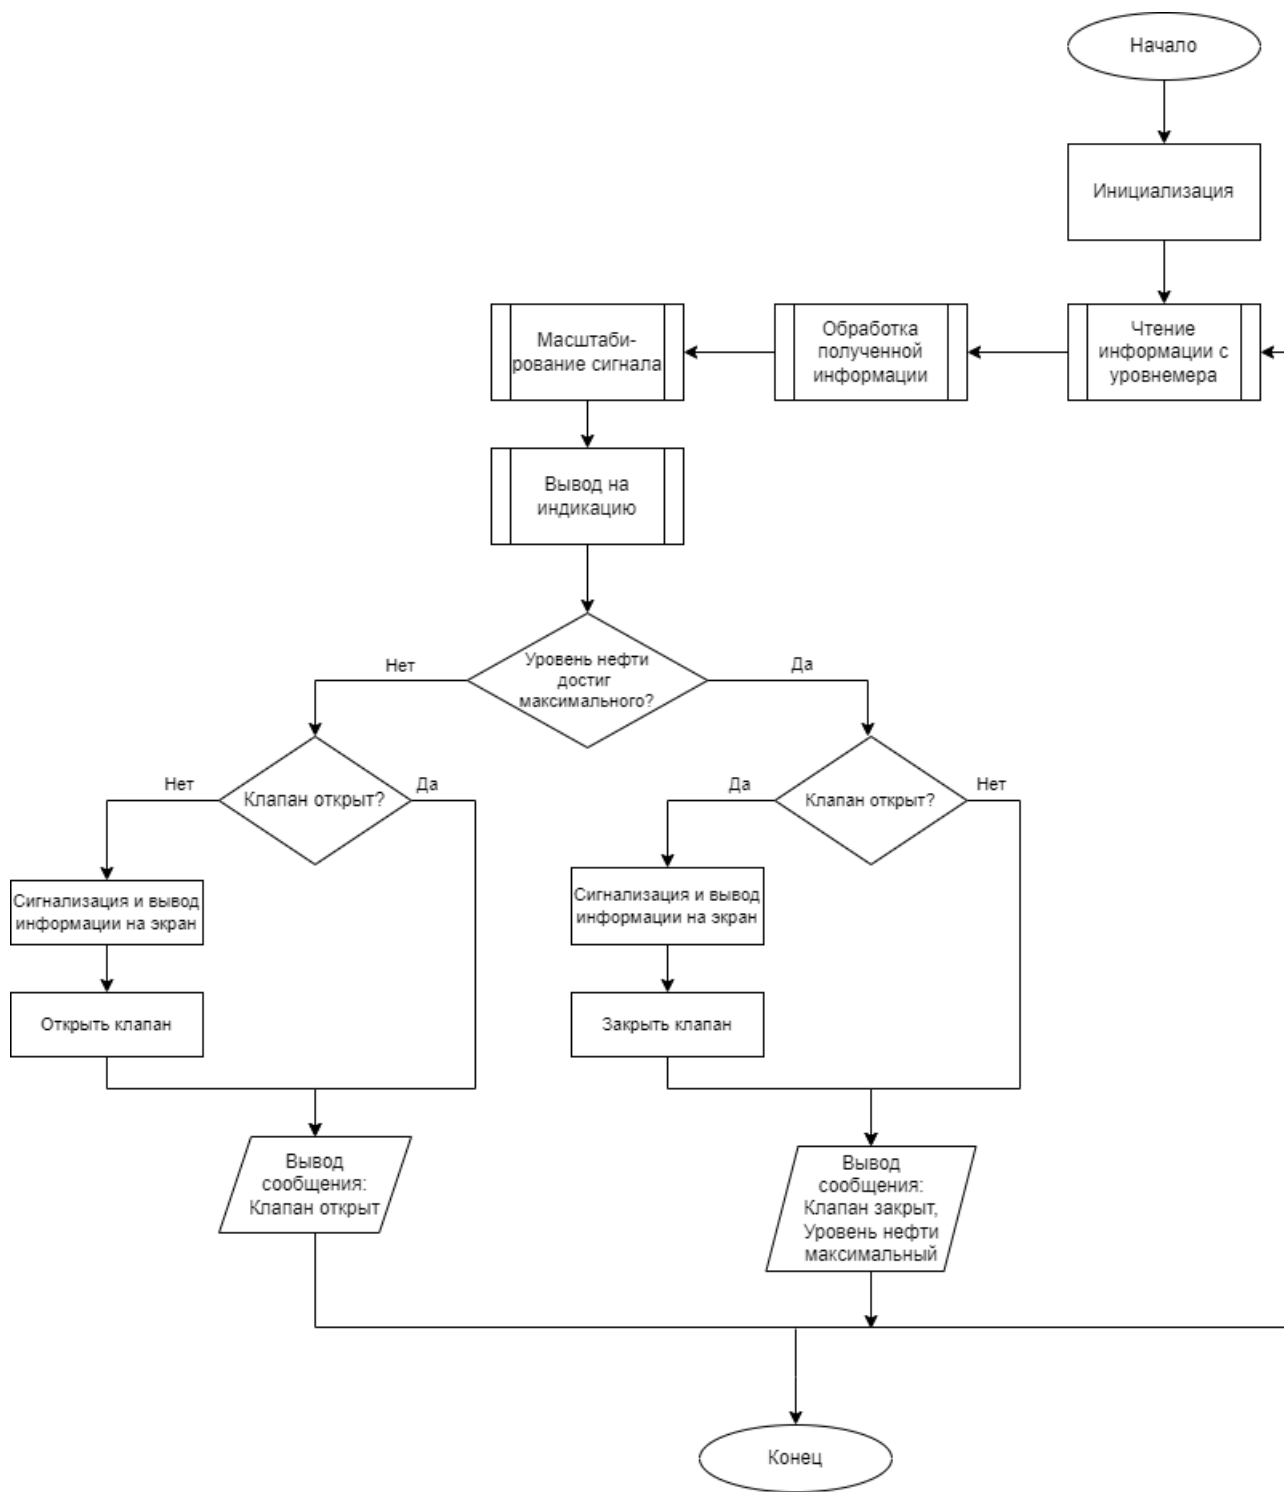 Начало
Инициализация
Чтение
информации с
уровнемера
Обработка
полученной
информации
Масштаби-
рование сигнала
Вывод на
индикацию
Уровень нефти
достиг
максимального?
Нет
Да
Клапан открыт?
Нет
Да
Сигнализация и вывод
информации на экран
Открыть клапан
Вывод
сообщения:
Клапан открыт
Клапан открыт?
Да
Нет
Сигнализация и вывод
информации на экран
Закрыть клапан
Вывод
сообщения:
Клапан закрыт,
Уровень нефти
максимальный
Конец